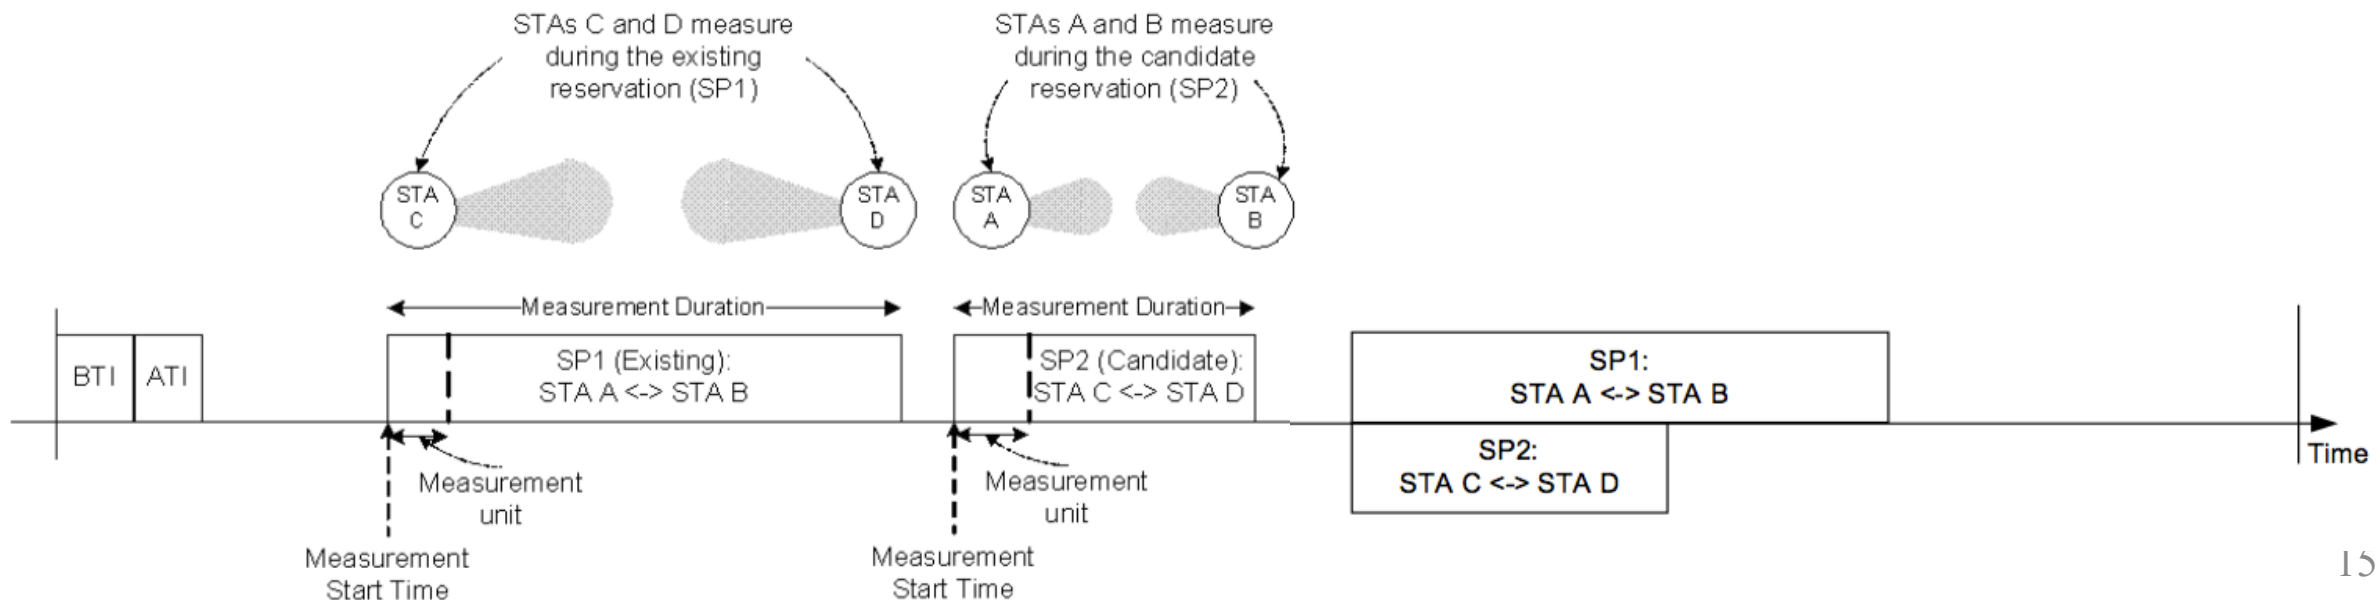 STAs C and D measure
during the existing
reservation (SP1)
STAs A and B measure
during the candidate
reservation (SP2)
STA
C
STA
D
STA
A
STA
B
Measurement Duration
Measurement Duration
BTI
ATI
SP1 (Existing):
STA A <-> STA B
SP2 (Candidate):
STA C <-> STA D
SP1:
STA A <-> STA B
SP2:
STA C <-> STA D
Time
Measurement
unit
Measurement
unit
Measurement
Start Time
Measurement
Start Time
15